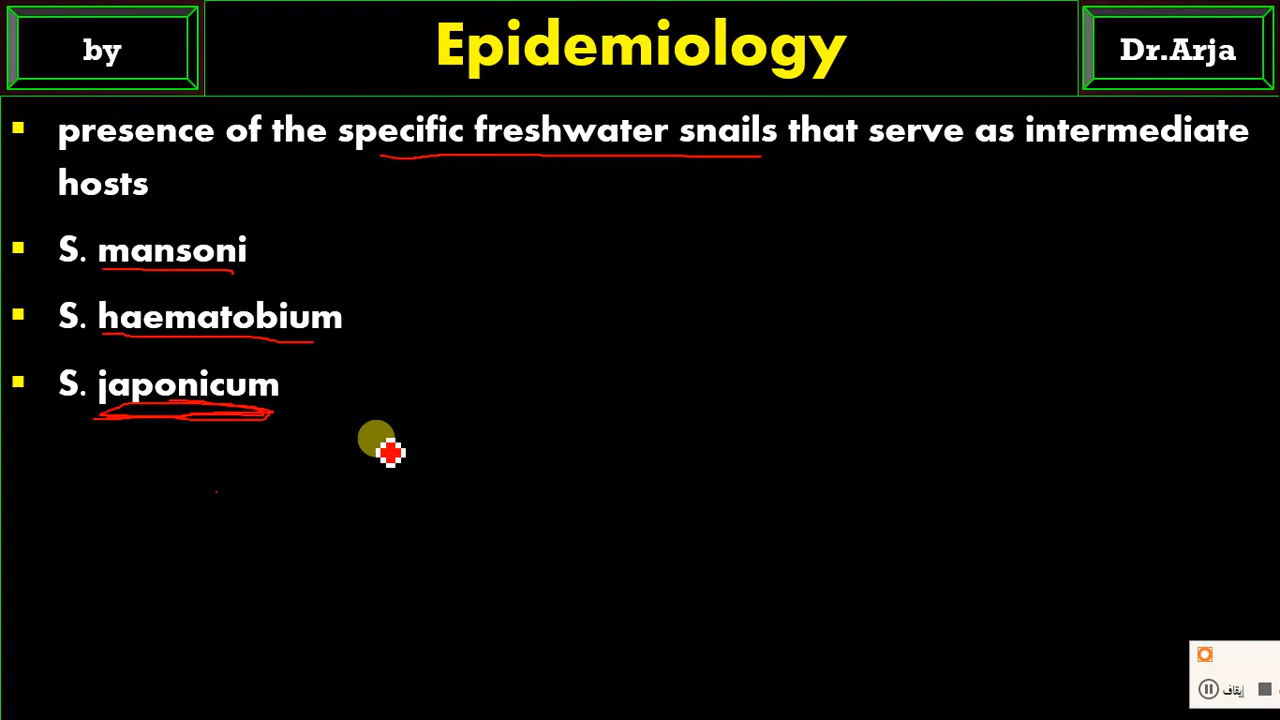 by
Epidemiology
Dr.Arja
presence of the specific freshwater snails that serve as intermediate
hosts
S. mansoni
S. haematobium
S. japonicum
إيقاف